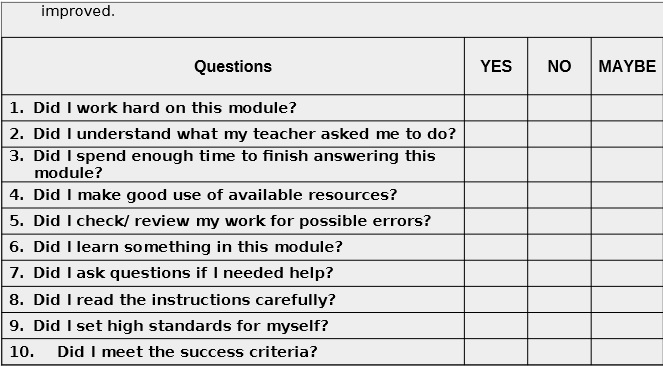 improved.
Questions YES NO MAYBE
1. Did I work hard on this module?
2. Did I understand what my teacher asked me to do?
3. Did I spend enough time to finish answering this
module?
4. Did I make good use of available resources?
5. Did I check/ review my work for possible errors?
6. Did I learn something in this module?
7. Did I ask questions if I needed help?
8. Did I read the instructions carefully?
9. Did I set high standards for myself?
10. Did I meet the success criteria?